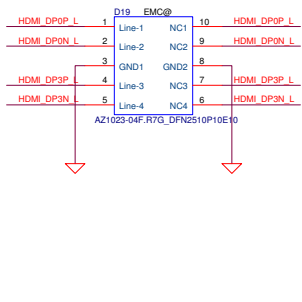 D19 EMC@
HDMI_DP0P_L 1 Line-1 NC1 10 HDMI_DP0P_L
HDMI_DP0N_L 2 Line-2 NC2 9 HDMI_DP0N_L
3 GND1 GND2 8
HDMI_DP3P_L 4 Line-3 NC3 7 HDMI_DP3P_L
HDMI_DP3N_L 5 Line-4 NC4 6 HDMI_DP3N_L
AZ1023-04F.R7G_DFN2510P10E10